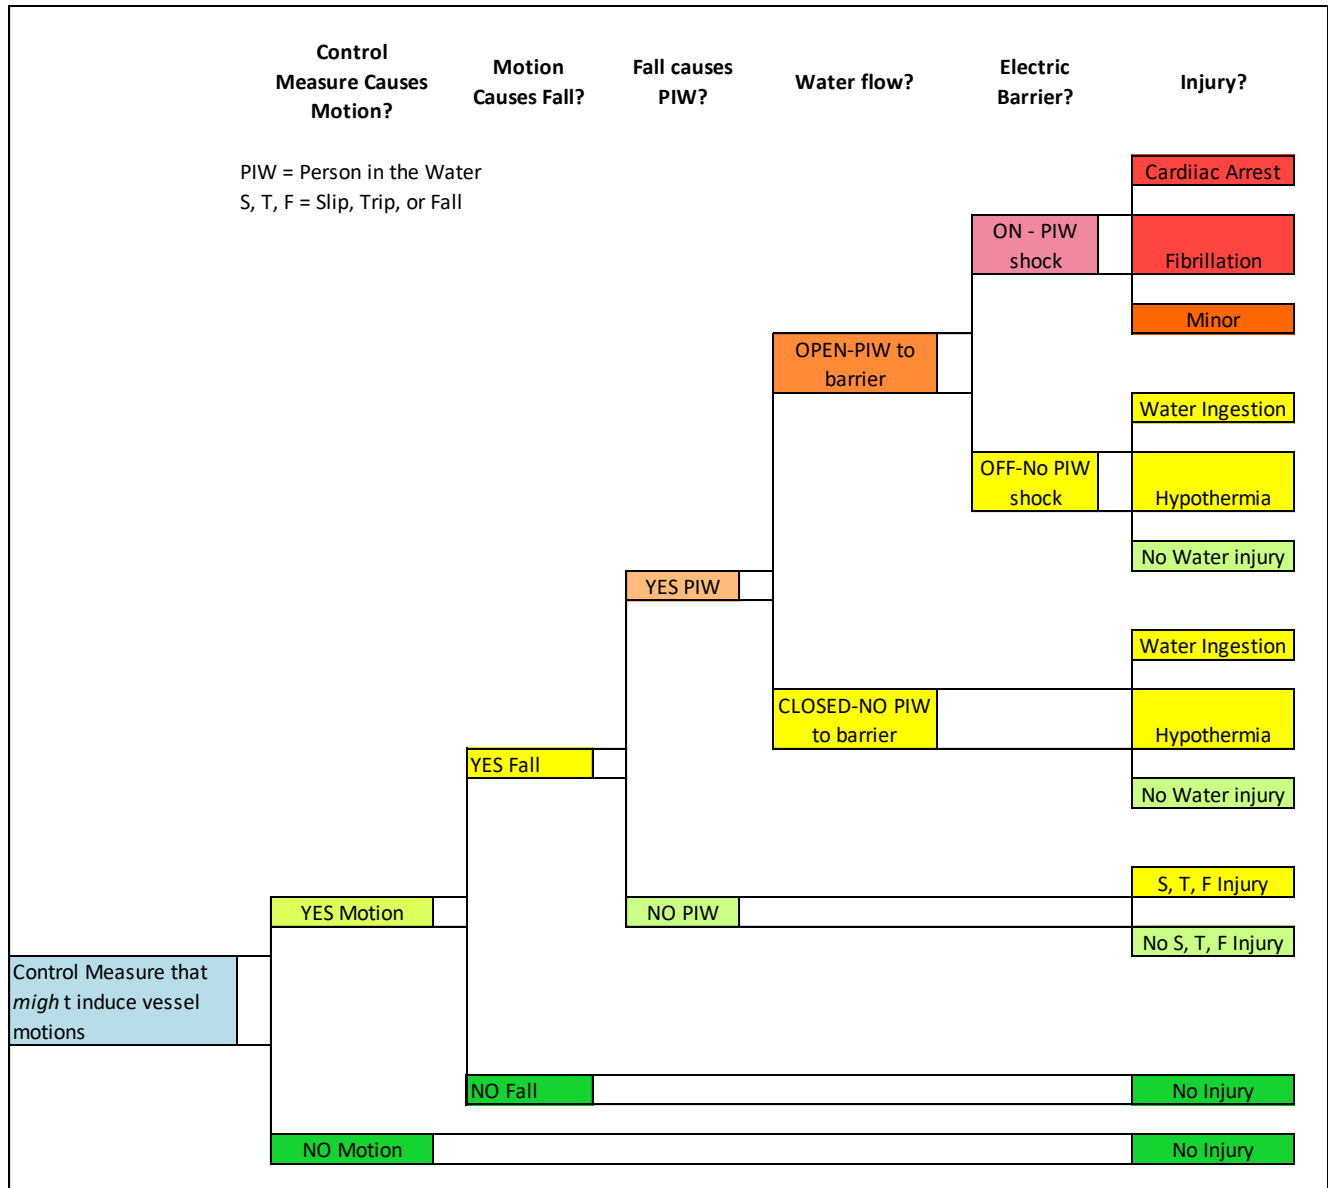 Control
Measure Causes
Motion?
Motion
Causes Fall?
Fall causes
PIW?
Water flow?
Electric
Barrier?
Injury?
PIW = Person in the Water
S, T, F = Slip, Trip, or Fall
Cardiiac Arrest
ON - PIW
shock
Fibrillation
Minor
OPEN-PIW to
barrier
Water Ingestion
OFF-No PIW
shock
Hypothermia
No Water injury
YES PIW
Water Ingestion
CLOSED-NO PIW
to barrier
Hypothermia
YES Fall
No Water injury
S, T, F Injury
YES Motion
NO PIW
No S, T, F Injury
Control Measure that
migh t induce vessel
motions
NO Fall
No Injury
NO Motion
No Injury